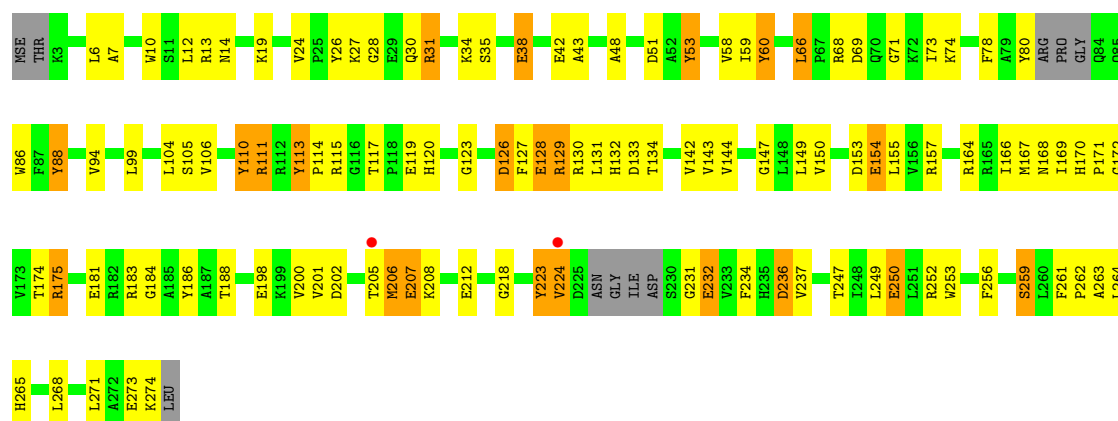 MSE THR K3 L6 A7 W10 S11 L12 R13 N14 K19 V24 P25 Y26 K27 G28 E29 Q30 R31 K34 S35 E38 E42 A43 A48 D51 A52 Y53 V58 I59 Y60 L66 P67 R68 D69 Q70 G71 K72 I73 K74 F78 A79 Y80 ARG PRO GLY Q84 Q85
W86 F87 Y88 V94 L99 L104 S105 V106 Y110 R111 R112 Y113 P114 R115 G116 T117 P118 E119 H120 G123 D126 F127 E128 R129 R130 L131 H132 D133 T134 V142 V143 V144 G147 L148 L149 V150 D153 E154 L155 V156 R157 R164 R165 I166 M167 N168 I169 H170 P171
V173 T174 R175 E181 R182 R183 G184 A185 Y186 A187 T188 E198 K199 V200 V201 D202 T205 M206 E207 K208 E212 G218 Y223 V224 D225 ASN GLY ILE ASP S230 G231 E232 V233 F234 H235 D236 V237 T247 I248 L249 E250 L251 R252 W253 F256 S259 L260 F261 P262 A263
H265 L268 L271 A272 E273 K274 LEU